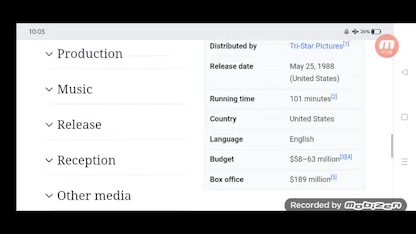 10:05
26%
Production
Music
Release
Reception
Other media
Distributed by Tri-Star Pictures[1]
Release date May 25, 1988
(United States)
Running time 101 minutes[2]
Country United States
Language English
Budget $58–63 million[3][4]
Box office $189 million[5]
Recorded by
Mobizen